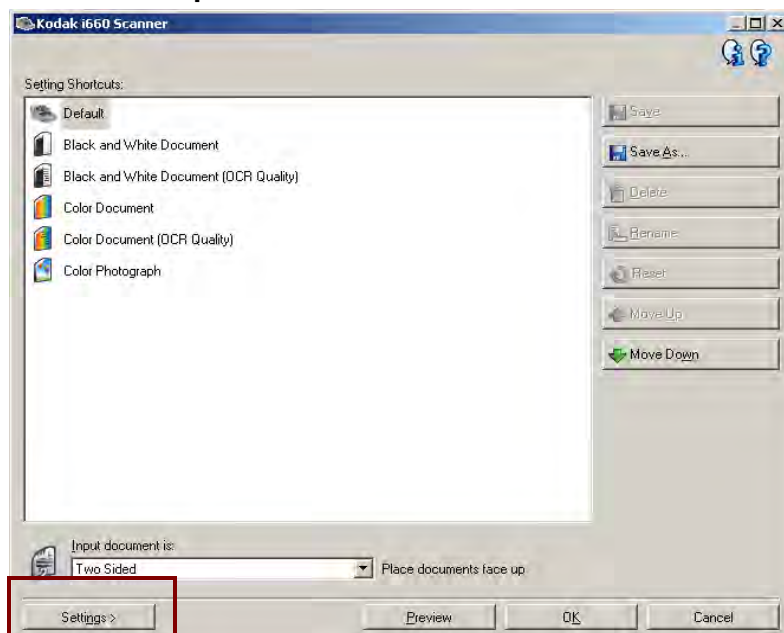 Kodak i660 Scanner
Setting Shortcuts:
Default
Black and White Document
Black and White Document (OCR Quality)
Color Document
Color Document (OCR Quality)
Color Photograph
Save
Save As...
Delete
Rename
Reset
Move Up
Move Down
Input document is:
Two Sided
Place documents face up
Settings >
Preview
OK
Cancel